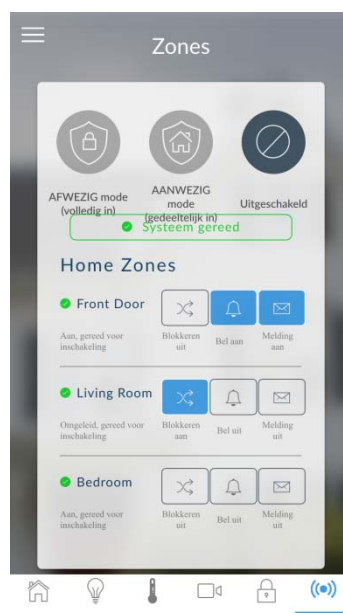 Zones
AFWEZIG mode
(volledig in)
AANWEZIG
mode
(gedeeltelijk in)
Uitgeschakeld
Systeem gereed
Home Zones
Front Door
Aan, gereed voor
inschakeling
Blokkeren
uit
Bel aan
Melding
aan
Living Room
Omgeleid, gereed voor
inschakeling
Blokkeren
aan
Bel uit
Melding
uit
Bedroom
Aan, gereed voor
inschakeling
Blokkeren
uit
Bel uit
Melding
uit